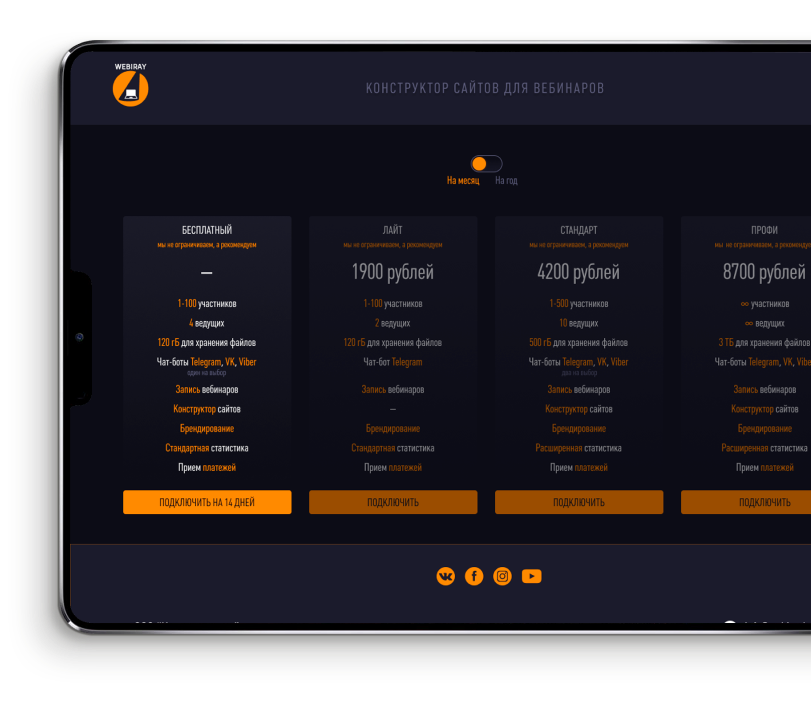 WEBIRAY
КОНСТРУКТОР САЙТОВ ДЛЯ ВЕБИНАРОВ
На месяц На год
БЕСПЛАТНЫЙ
мы не ограничиваем, а рекомендуем
—
1-100 участников
4 ведущих
120 гБ для хранения файлов
Чат-боты Telegram, VK, Viber
один на выбор
Запись вебинаров
Конструктор сайтов
Брендирование
Стандартная статистика
Прием платежей
ПОДКЛЮЧИТЬ НА 14 ДНЕЙ
ЛАЙТ
мы не ограничиваем, а рекомендуем
1900 рублей
1-100 участников
2 ведущих
120 гБ для хранения файлов
Чат-бот Telegram
Запись вебинаров
—
Брендирование
Стандартная статистика
Прием платежей
ПОДКЛЮЧИТЬ
СТАНДАРТ
мы не ограничиваем, а рекомендуем
4200 рублей
1-500 участников
10 ведущих
500 гБ для хранения файлов
Чат-боты Telegram, VK, Viber
два на выбор
Запись вебинаров
Конструктор сайтов
Брендирование
Расширенная статистика
Прием платежей
ПОДКЛЮЧИТЬ
ПРОФИ
мы не ограничиваем, а
8700 рублей
∞ участников
∞ ведущих
3 ТБ для хранения файлов
Чат-боты Telegram, VK,
Запись вебинаров
Конструктор сайтов
Брендирование
Расширенная статистика
Прием платежей
ПОДКЛЮЧИТЬ